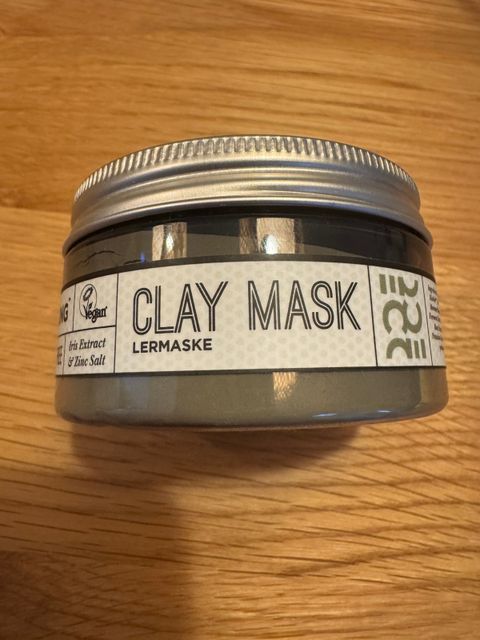 Vegan
Iris Extract
& Zinc Salt
CLAY MASK
LERMASKE